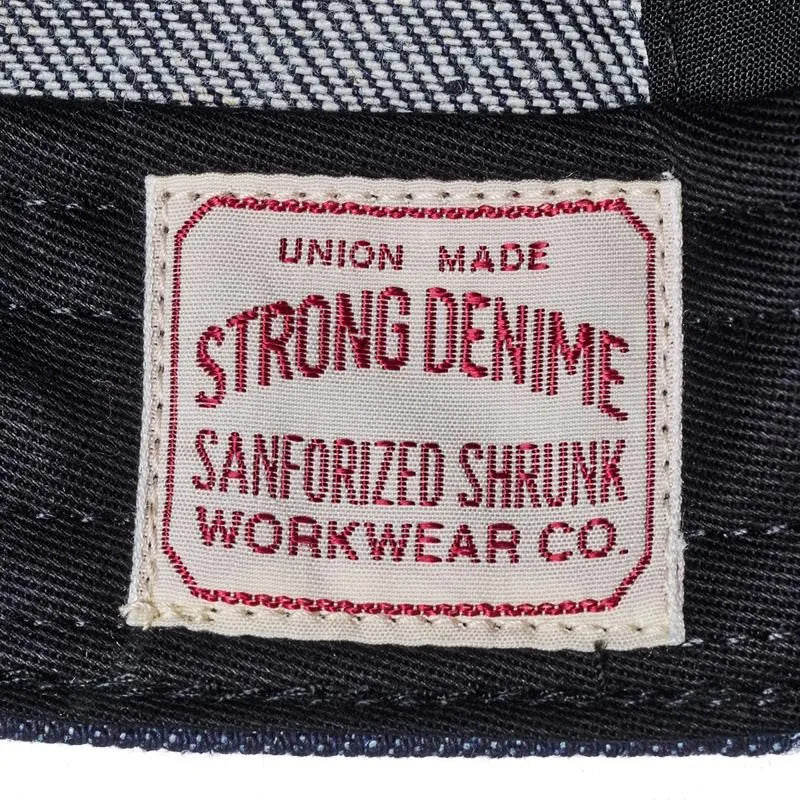 UNION MADE
STRONG DENIME
SANFORIZED SHRUNK
WORKWEAR CO.